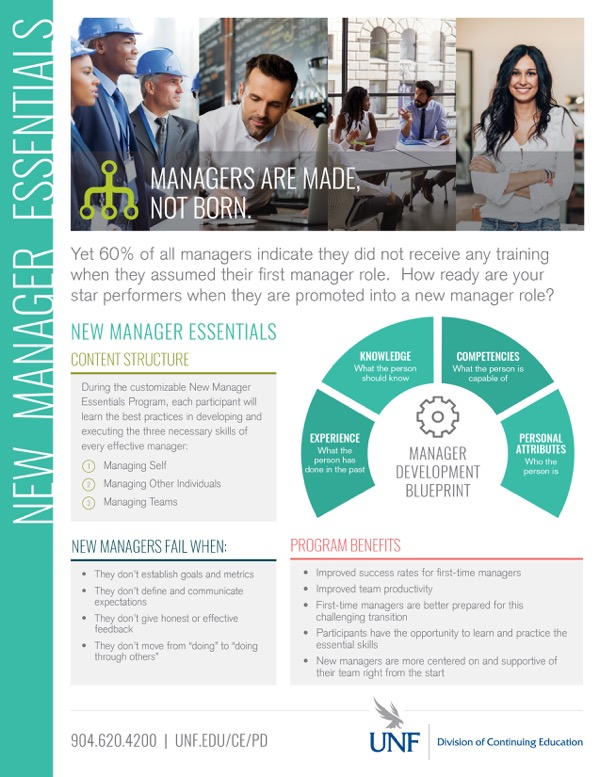 NEW MANAGER ESSENTIALS
MANAGERS ARE MADE,
NOT BORN.
Yet 60% of all managers indicate they did not receive any training
when they assumed their first manager role.  How ready are your
star performers when they are promoted into a new manager role?
NEW MANAGER ESSENTIALS
CONTENT STRUCTURE
During the customizable New Manager
Essentials Program, each participant will
learn the best practices in developing and
executing the three necessary skills of
every effective manager:
1 Managing Self
2 Managing Other Individuals
3 Managing Teams
EXPERIENCE
What the
person has
done in the past
KNOWLEDGE
What the person
should know
COMPETENCIES
What the person is
capable of
PERSONAL
ATTRIBUTES
Who the
person is
MANAGER
DEVELOPMENT
BLUEPRINT
NEW MANAGERS FAIL WHEN:
• They don't establish goals and metrics
• They don't define and communicate
expectations
• They don't give honest or effective
feedback
• They don't move from "doing" to "doing
through others"
PROGRAM BENEFITS
• Improved success rates for first-time managers
• Improved team productivity
• First-time managers are better prepared for this
challenging transition
• Participants have the opportunity to learn and practice the
essential skills
• New managers are more centered on and supportive of
their team right from the start
904.620.4200 | UNF.EDU/CE/PD
UNF
Division of Continuing Education